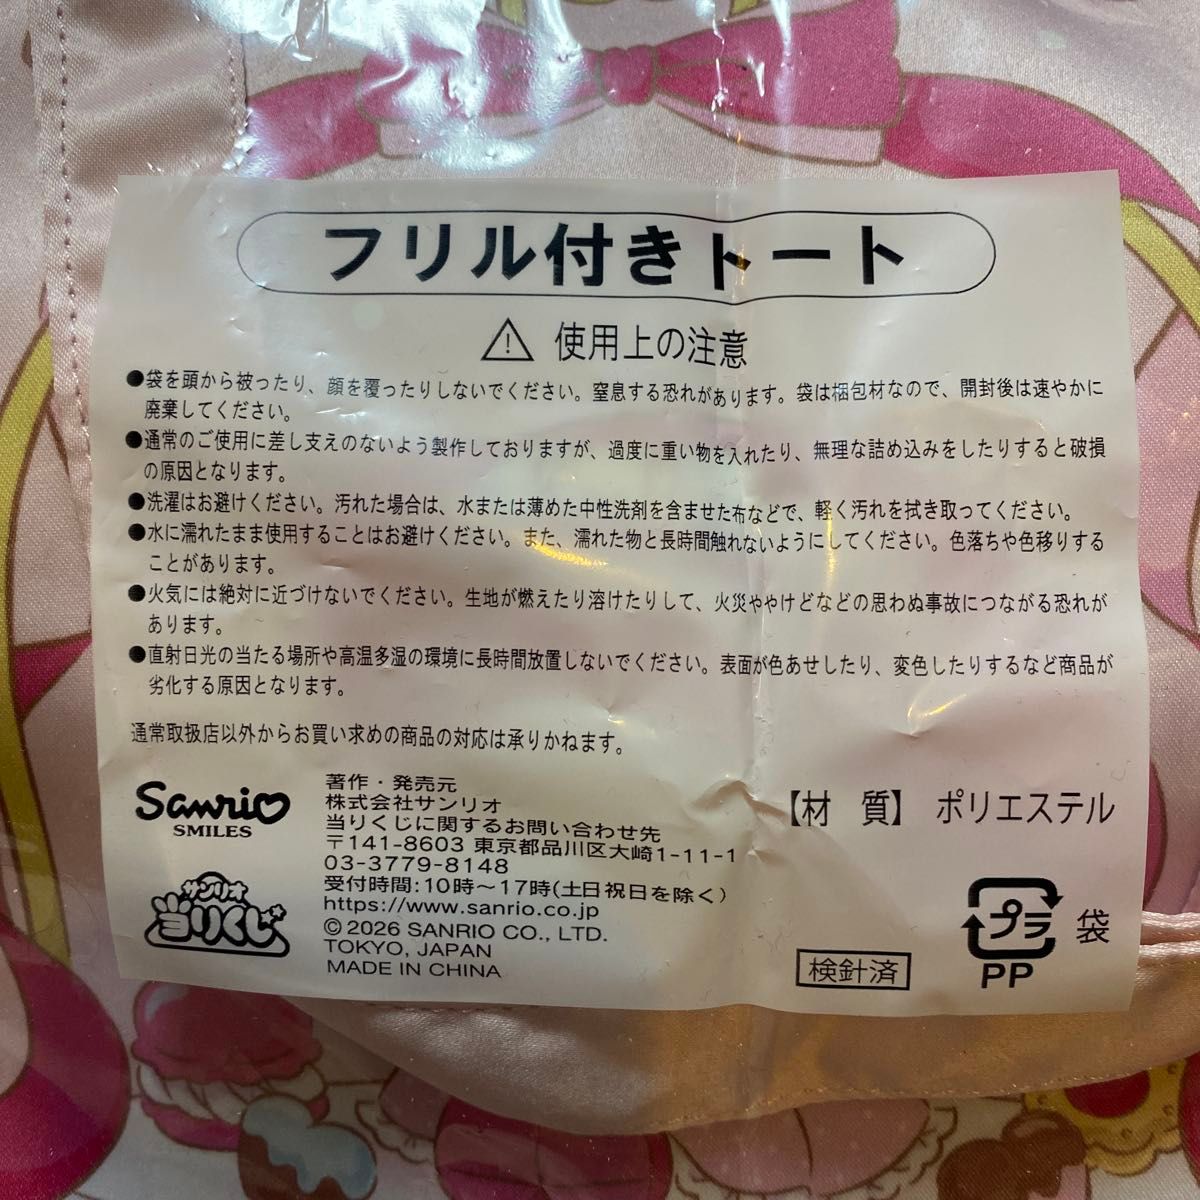 フリル付きトート
使用上の注意
●袋を頭から被ったり、顔を覆ったりしないでください。窒息する恐れがあります。袋は梱包材なので、開封後は速やかに
廃棄してください。
●通常のご使用に差し支えのないよう製作しておりますが、過度に重い物を入れたり、無理な詰め込みをしたりすると破損
の原因となります。
●洗濯はお避けください。汚れた場合は、水または薄めた中性洗剤を含ませた布などで、軽く汚れを拭き取ってください。
●水に濡れたまま使用することはお避けください。また、濡れた物と長時間触れないようにしてください。色落ちや色移りする
ことがあります。
●火気には絶対に近づけないでください。生地が燃えたり溶けたりして、火災ややけどなどの思わぬ事故につながる恐れが
あります。
●直射日光の当たる場所や高温多湿の環境に長時間放置しないでください。表面が色あせしたり、変色したりするなど商品が
劣化する原因となります。
通常取扱店以外からお買い求めの商品の対応は承りかねます。
Sanrio
SMILES
サンリオ
当りくじ
著作・発売元
株式会社サンリオ
当りくじに関するお問い合わせ先
〒141-8603 東京都品川区大崎1-11-1
03-3779-8148
受付時間:10時～17時(土日祝日を除く)
https://www.sanrio.co.jp
© 2026 SANRIO CO., LTD.
TOKYO, JAPAN
MADE IN CHINA
【材　質】 ポリエステル
検針済
プラ
袋
PP